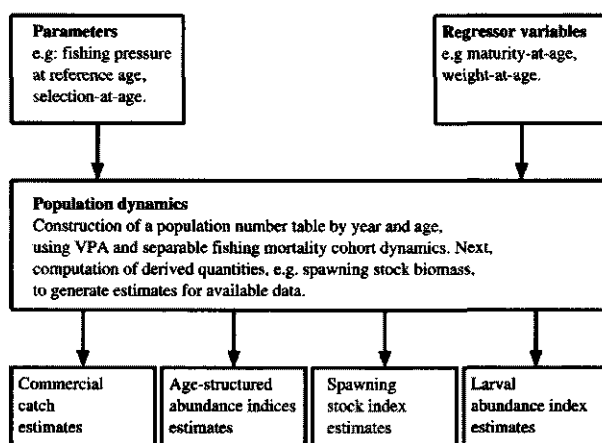 Parameters
e.g: fishing pressure
at reference age,
selection-at-age.
Regressor variables
e.g maturity-at-age,
weight-at-age.
Population dynamics
Construction of a population number table by year and age,
using VPA and separable fishing mortality cohort dynamics. Next,
computation of derived quantities, e.g. spawning stock biomass,
to generate estimates for available data.
Commercial
catch
estimates
Age-structured
abundance indices
estimates
Spawning
stock index
estimates
Larval
abundance index
estimates